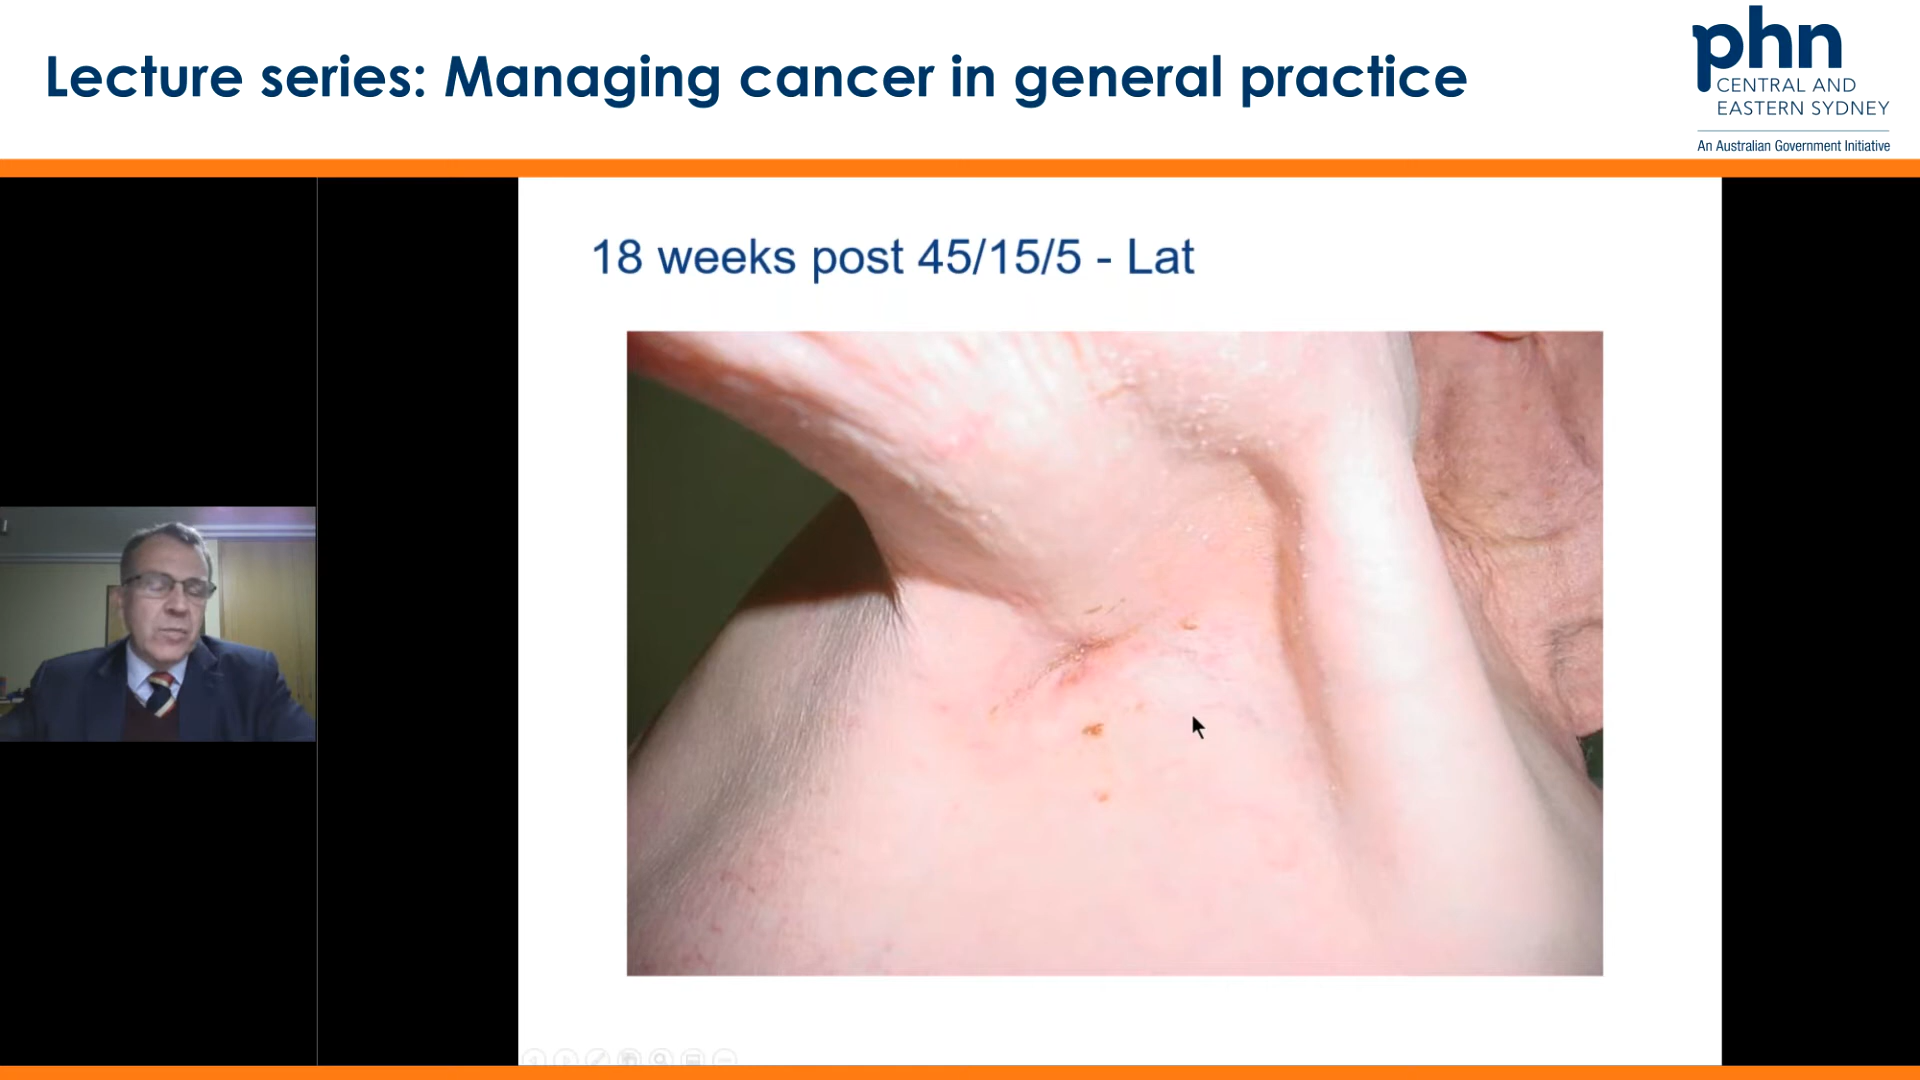 Lecture series: Managing cancer in general practice
phn
CENTRAL AND
EASTERN SYDNEY
An Australian Government Initiative
18 weeks post 45/15/5 - Lat